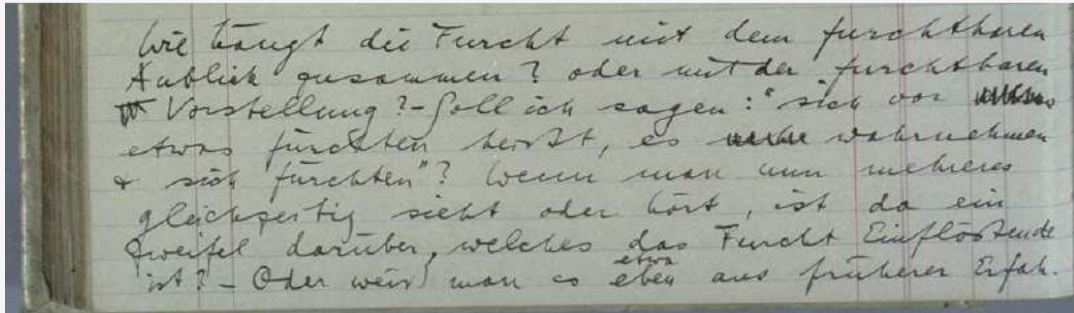 Wie hängt die Furcht mit dem furchtbaren
Anblick zusammen? oder mit der furchtbaren
Vorstellung? – Soll ich sagen: "sich vor
etwas fürchten heißt, es wahrnehmen
& sich fürchten"? Wenn man nun mehreres
gleichzeitig sieht oder hört, ist da ein
Zweifel darüber, welches das Furcht Einflößende
ist? – Oder weiß man es etwa eben aus früherer Erfah-